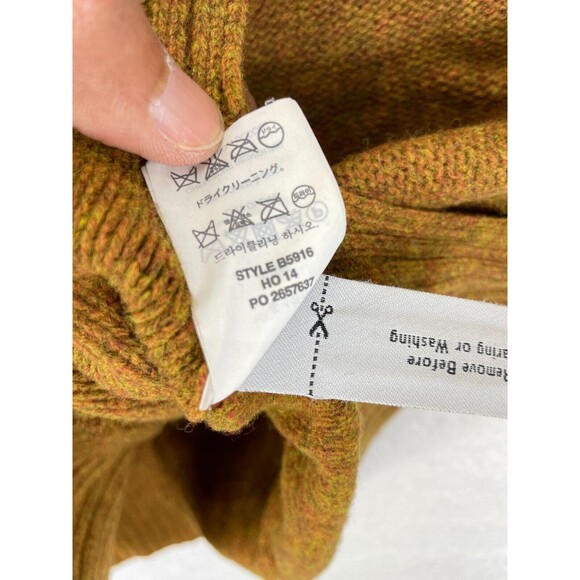 ドライクリーニング。
드라이클리닝 하시오.
STYLE B5916
HO 14
PO 2657637
Remove Before
aring or Washing